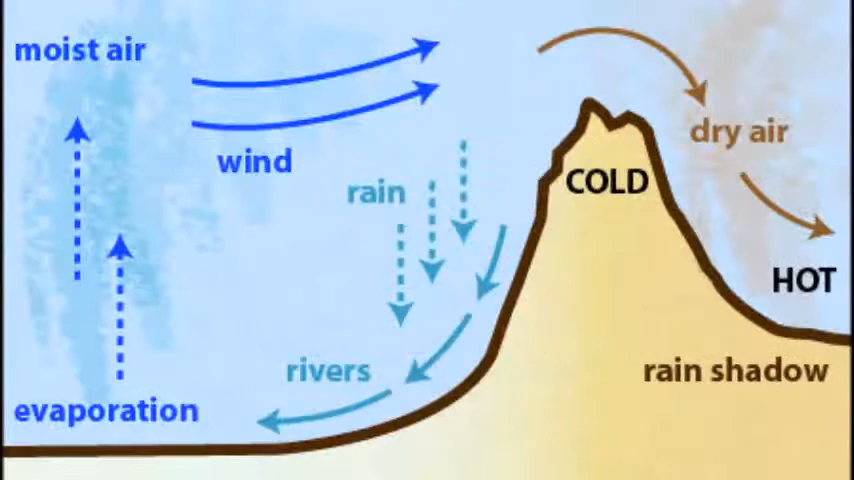 moist air
wind
rain
dry air
COLD
HOT
rivers
rain shadow
evaporation